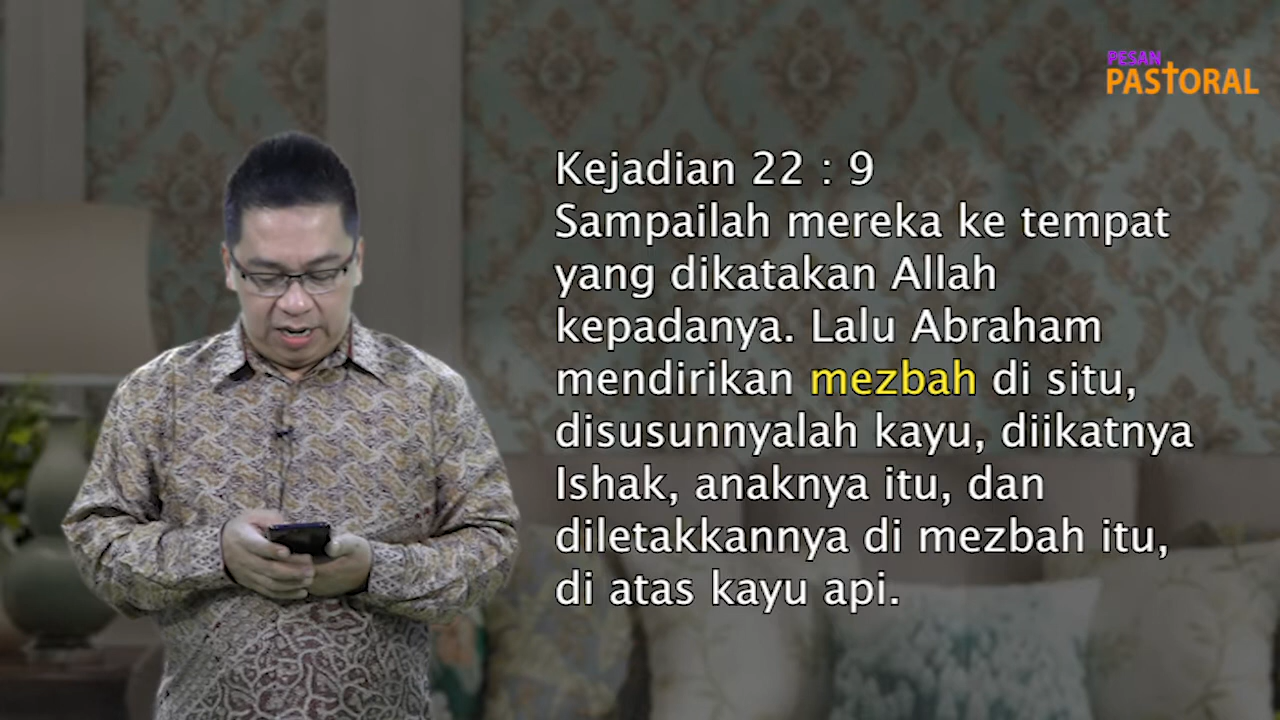 PESAN
PASTORAL
Kejadian 22 : 9
Sampailah mereka ke tempat
yang dikatakan Allah
kepadanya. Lalu Abraham
mendirikan mezbah di situ,
disusunnyalah kayu, diikatnya
Ishak, anaknya itu, dan
diletakkannya di mezbah itu,
di atas kayu api.